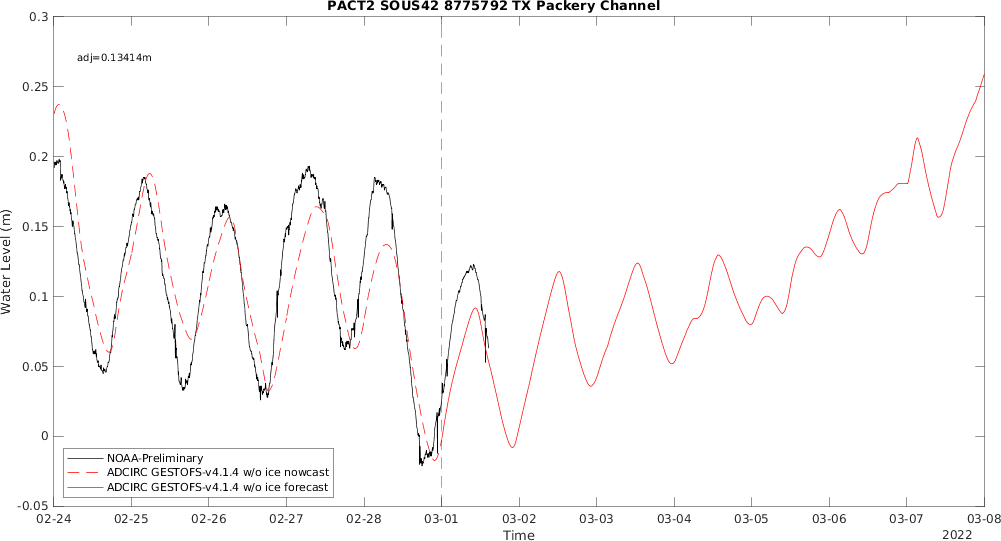 PACT2 SOUS42 8775792 TX Packery Channel
0.3
adj=0.13414m
0.25
0.2
0.15
0.1
0.05
0
-0.05
Water Level (m)
NOAA-Preliminary
ADCIRC GESTOFS-v4.1.4 w/o ice nowcast
ADCIRC GESTOFS-v4.1.4 w/o ice forecast
02-24 02-25 02-26 02-27 02-28 03-01 03-02 03-03 03-04 03-05 03-06 03-07 03-08
Time
2022